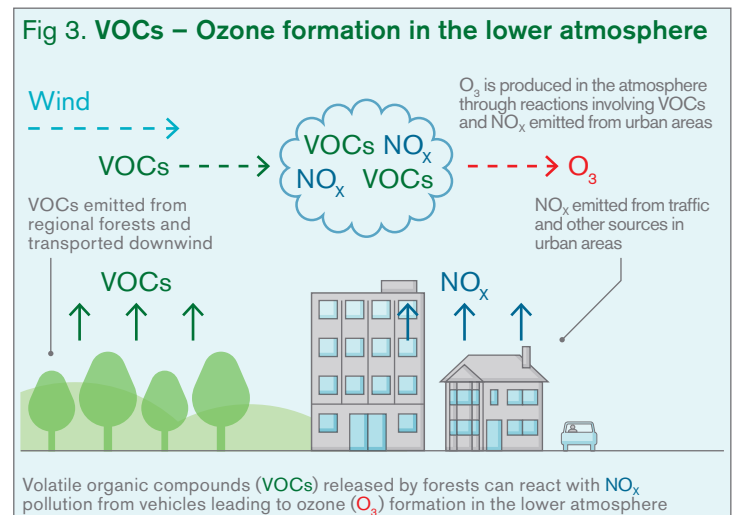 Fig 3. VOCs – Ozone formation in the lower atmosphere
Wind
O₃ is produced in the atmosphere
through reactions involving VOCs
and NOₓ emitted from urban areas
VOCs
VOCs NOₓ
NOₓ VOCs
O₃
VOCs emitted from
regional forests and
transported downwind
NOₓ emitted from traffic
and other sources in
urban areas
VOCs
NOₓ
Volatile organic compounds (VOCs) released by forests can react with NOₓ
pollution from vehicles leading to ozone (O₃) formation in the lower atmosphere